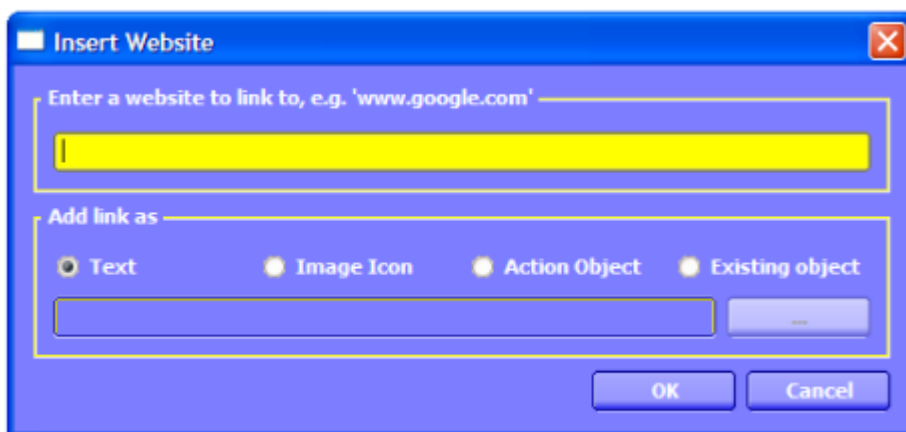 Insert Website
Enter a website to link to, e.g. 'www.google.com'
Add link as
Text Image Icon Action Object Existing object
...
OK Cancel